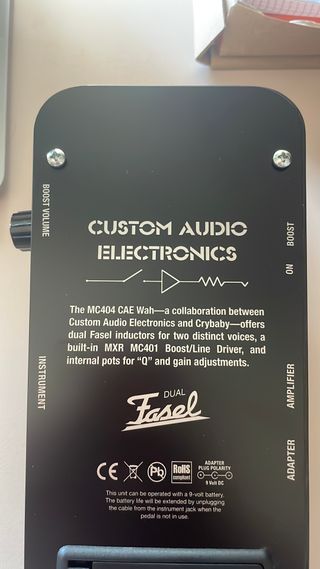 CUSTOM AUDIO
ELECTRONICS
BOOST VOLUME
BOOST
ON
The MC404 CAE Wah—a collaboration between
Custom Audio Electronics and Crybaby—offers
dual Fasel inductors for two distinct voices, a
built-in MXR MC401 Boost/Line Driver, and
internal pots for “Q” and gain adjustments.
INSTRUMENT
AMPLIFIER
DUAL
Fasel
ADAPTER
CE
Pb
RoHS
compliant
ADAPTER
PLUG POLARITY
9 Volt DC
This unit can be operated with a 9-volt battery.
The battery life will be extended by unplugging
the cable from the instrument jack when the
pedal is not in use.